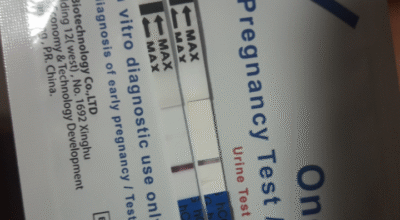 On
Pregnancy Test /
Urine Test
MAX
MAX
MAX
MAX
vitro diagnostic use onl
iagnosis of early pregnancy / Test
Biotechnology Co.,LTD
lding 12( west) , No. 1692 Xinghu
onomy & Technology Development
P.R. China.